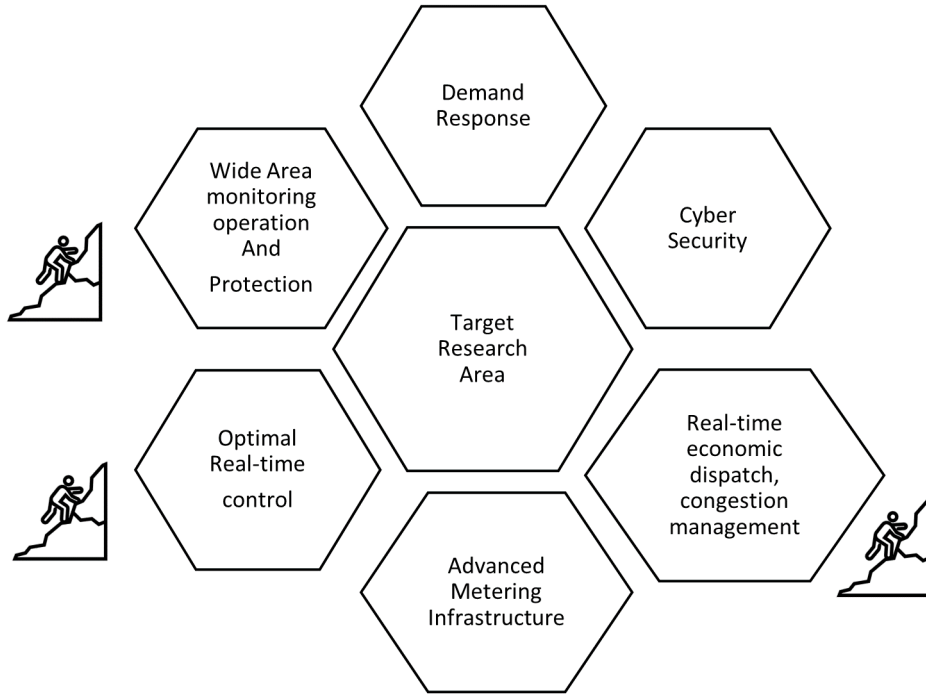 Demand
Response
Wide Area
monitoring
operation
And
Protection
Cyber
Security
Target
Research
Area
Optimal
Real-time
control
Real-time
economic
dispatch,
congestion
management
Advanced
Metering
Infrastructure